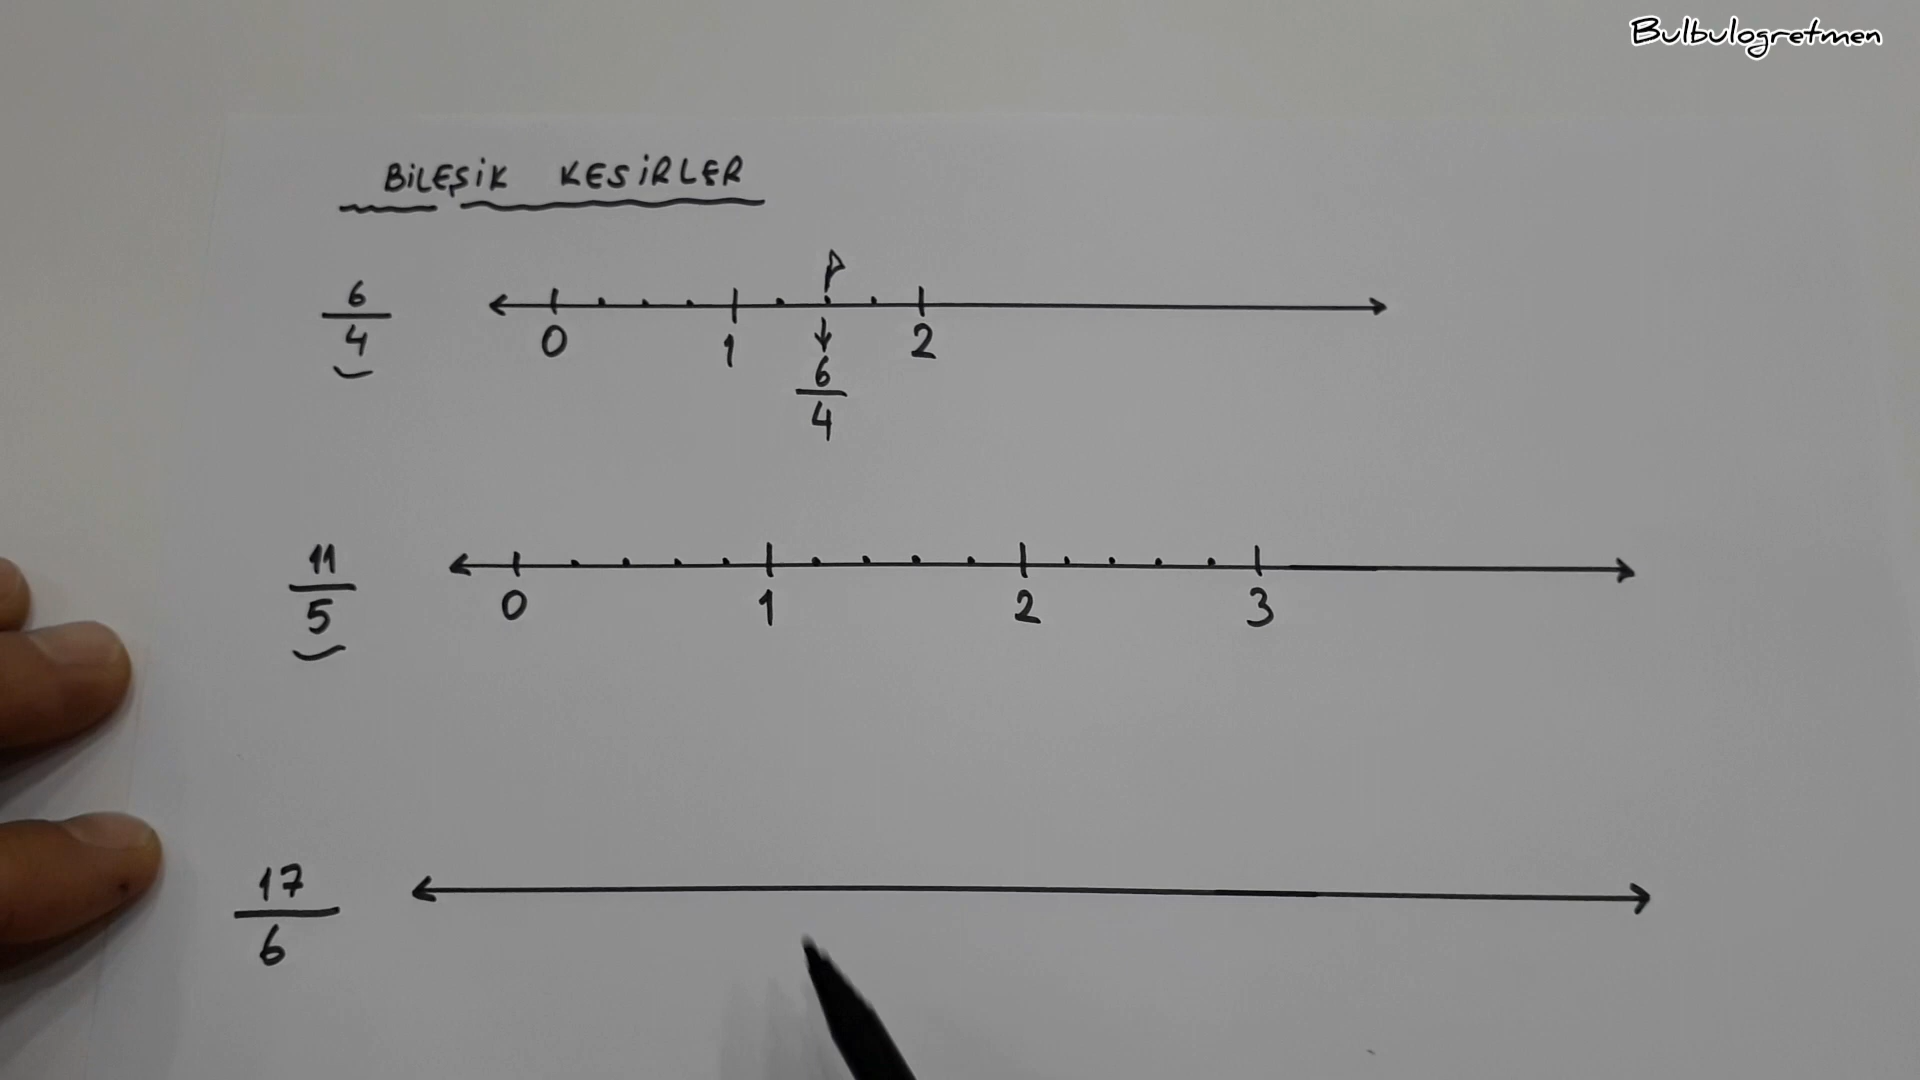 Bulbulogretmen
BİLEŞİK KESİRLER
6/4
0 1 2
6/4
11/5
0 1 2 3
17/6